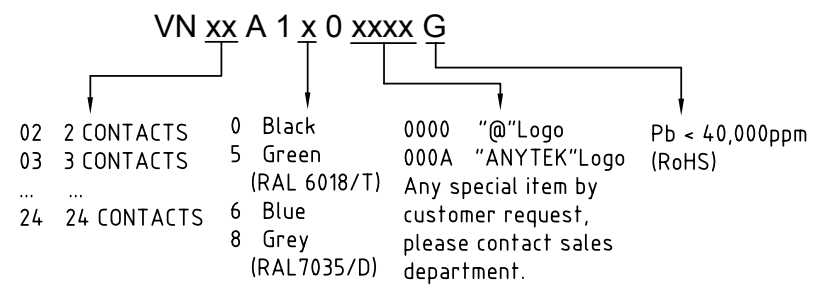 VN xx A 1 x 0 xxxx G
02 2 CONTACTS
03 3 CONTACTS
... ...
24 24 CONTACTS
0 Black
5 Green
(RAL 6018/T)
6 Blue
8 Grey
(RAL7035/D)
0000 "@"Logo
000A "ANYTEK"Logo
Any special item by
customer request,
please contact sales
department.
Pb < 40,000ppm
(RoHS)